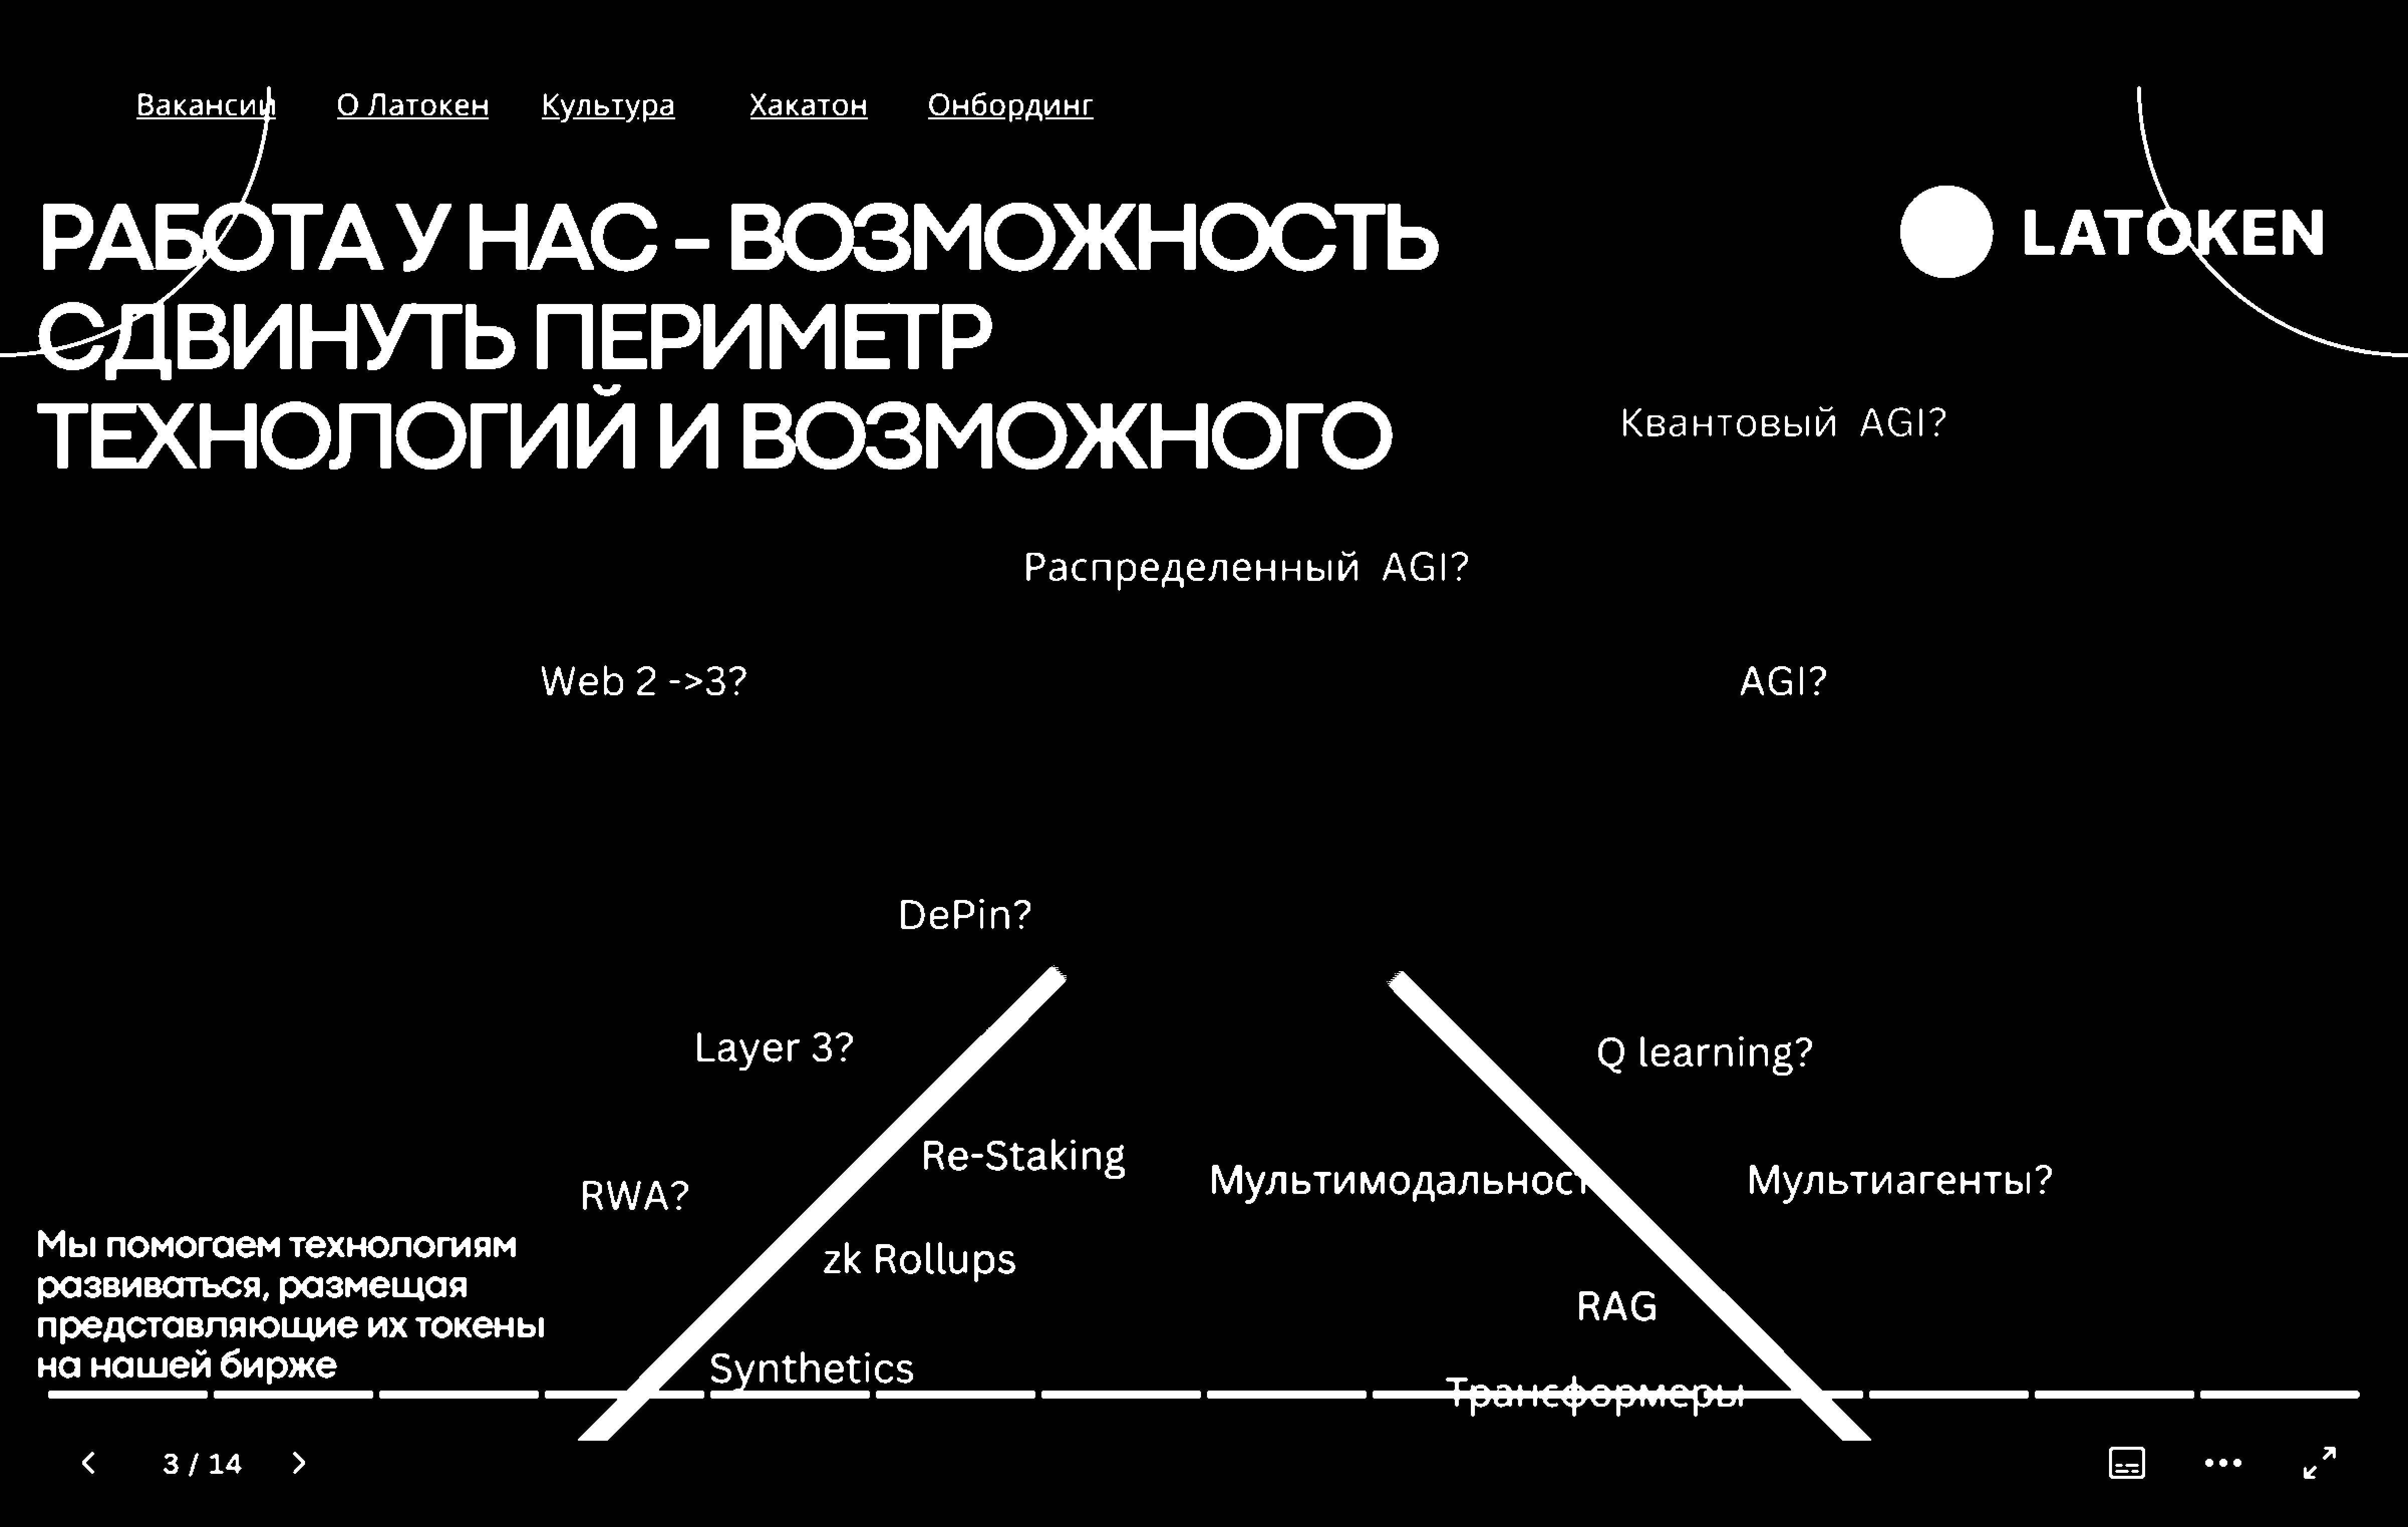 Вакансии
О Латокен
Культура
Хакатон
Онбординг
РАБОТА У НАС - ВОЗМОЖНОСТЬ
СДВИНУТЬ ПЕРИМЕТР
ТЕХНОЛОГИЙ И ВОЗМОЖНОГО
LATOKEN
Квантовый AGI?
Распределенный AGI?
Web 2 ->3?
AGI?
DePin?
Layer 3?
Q learning?
Re-Staking
Мультимодальност
Мультиагенты?
RWA?
zk Rollups
RAG
Synthetics
Трансформеры
Мы помогаем технологиям
развиваться, размещая
представляющие их токены
на нашей бирже
3 / 14